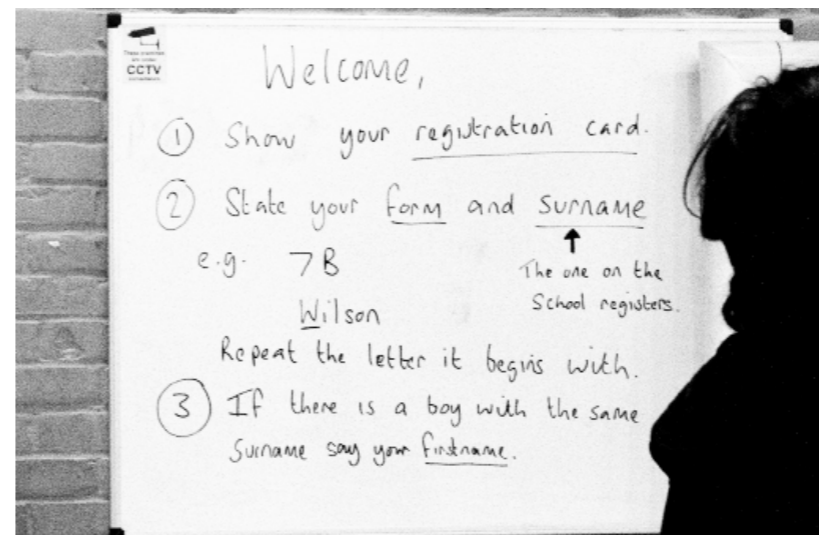 CCTV
Welcome,
① Show your registration card.
② State your form and surname
e.g. 7B
The one on the
School registers.
Wilson
Repeat the letter it begins with.
③ If there is a boy with the same
Surname say your firstname.